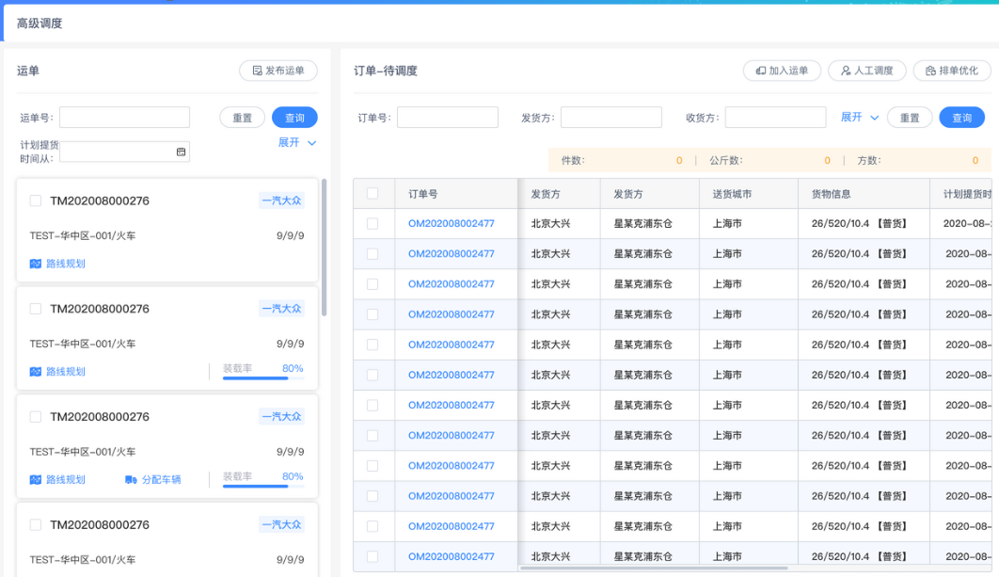 高级调度
运单
发布运单
运单号:
重置
查询
计划提货
时间从:
展开
TM202008000276
一汽大众
TEST-华中区-001/火车
9/9/9
路线规划
TM202008000276
一汽大众
TEST-华中区-001/火车
9/9/9
路线规划
装载率
80%
TM202008000276
一汽大众
TEST-华中区-001/火车
9/9/9
路线规划
分配车辆
装载率
80%
TM202008000276
一汽大众
TEST-华中区-001/火车
9/9/9
订单-待调度
加入运单
人工调度
排单优化
订单号:
发货方:
收货方:
展开
重置
查询
件数: 0 | 公斤数: 0 | 方数: 0
订单号 发货方 发货方 送货城市 货物信息 计划提货时
OM202008002477 北京大兴 星某克浦东仓 上海市 26/520/10.4 【普货】 2020-08-
OM202008002477 北京大兴 星某克浦东仓 上海市 26/520/10.4 【普货】 2020-08-
OM202008002477 北京大兴 星某克浦东仓 上海市 26/520/10.4 【普货】 2020-08-
OM202008002477 北京大兴 星某克浦东仓 上海市 26/520/10.4 【普货】 2020-08-
OM202008002477 北京大兴 星某克浦东仓 上海市 26/520/10.4 【普货】 2020-08-
OM202008002477 北京大兴 星某克浦东仓 上海市 26/520/10.4 【普货】 2020-08-
OM202008002477 北京大兴 星某克浦东仓 上海市 26/520/10.4 【普货】 2020-08-
OM202008002477 北京大兴 星某克浦东仓 上海市 26/520/10.4 【普货】 2020-08-
OM202008002477 北京大兴 星某克浦东仓 上海市 26/520/10.4 【普货】 2020-08-
OM202008002477 北京大兴 星某克浦东仓 上海市 26/520/10.4 【普货】 2020-08-
OM202008002477 北京大兴 星某克浦东仓 上海市 26/520/10.4 【普货】 2020-08-
OM202008002477 北京大兴 星某克浦东仓 上海市 26/520/10.4 【普货】 2020-08-